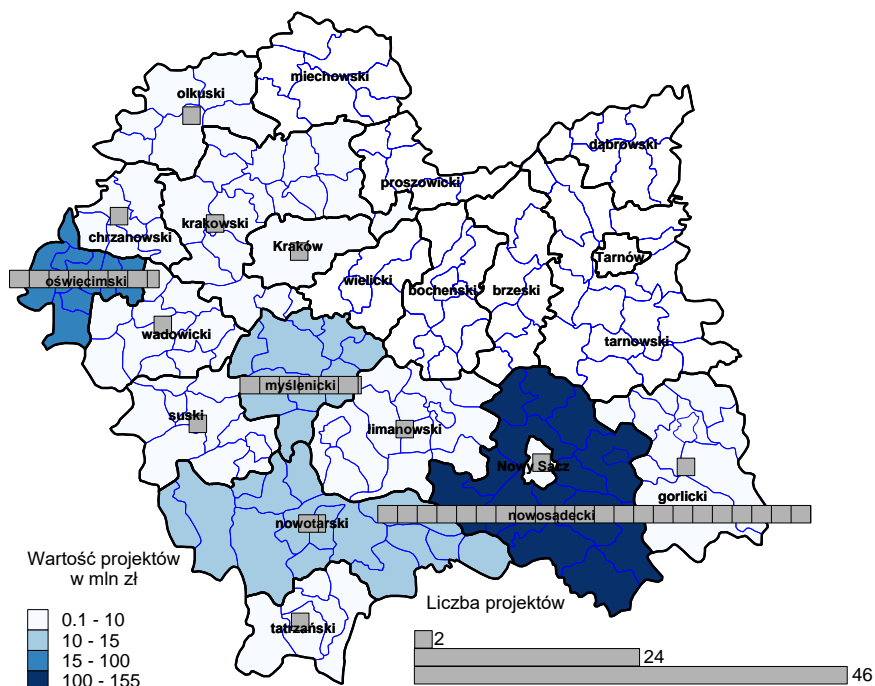 miechowski
olkuski
dąbrowski
proszowicki
krakowski
chrzanowski
Kraków
Tarnów
wielicki
oświęcimski
bocheński
brzeski
wadowicki
tarnowski
myślenicki
suski
limanowski
Nowy Sącz
gorlicki
nowotarski
nowosądecki
tatrzański
Wartość projektów
w mln zł
0.1 - 10
10 - 15
15 - 100
100 - 155
Liczba projektów
2
24
46